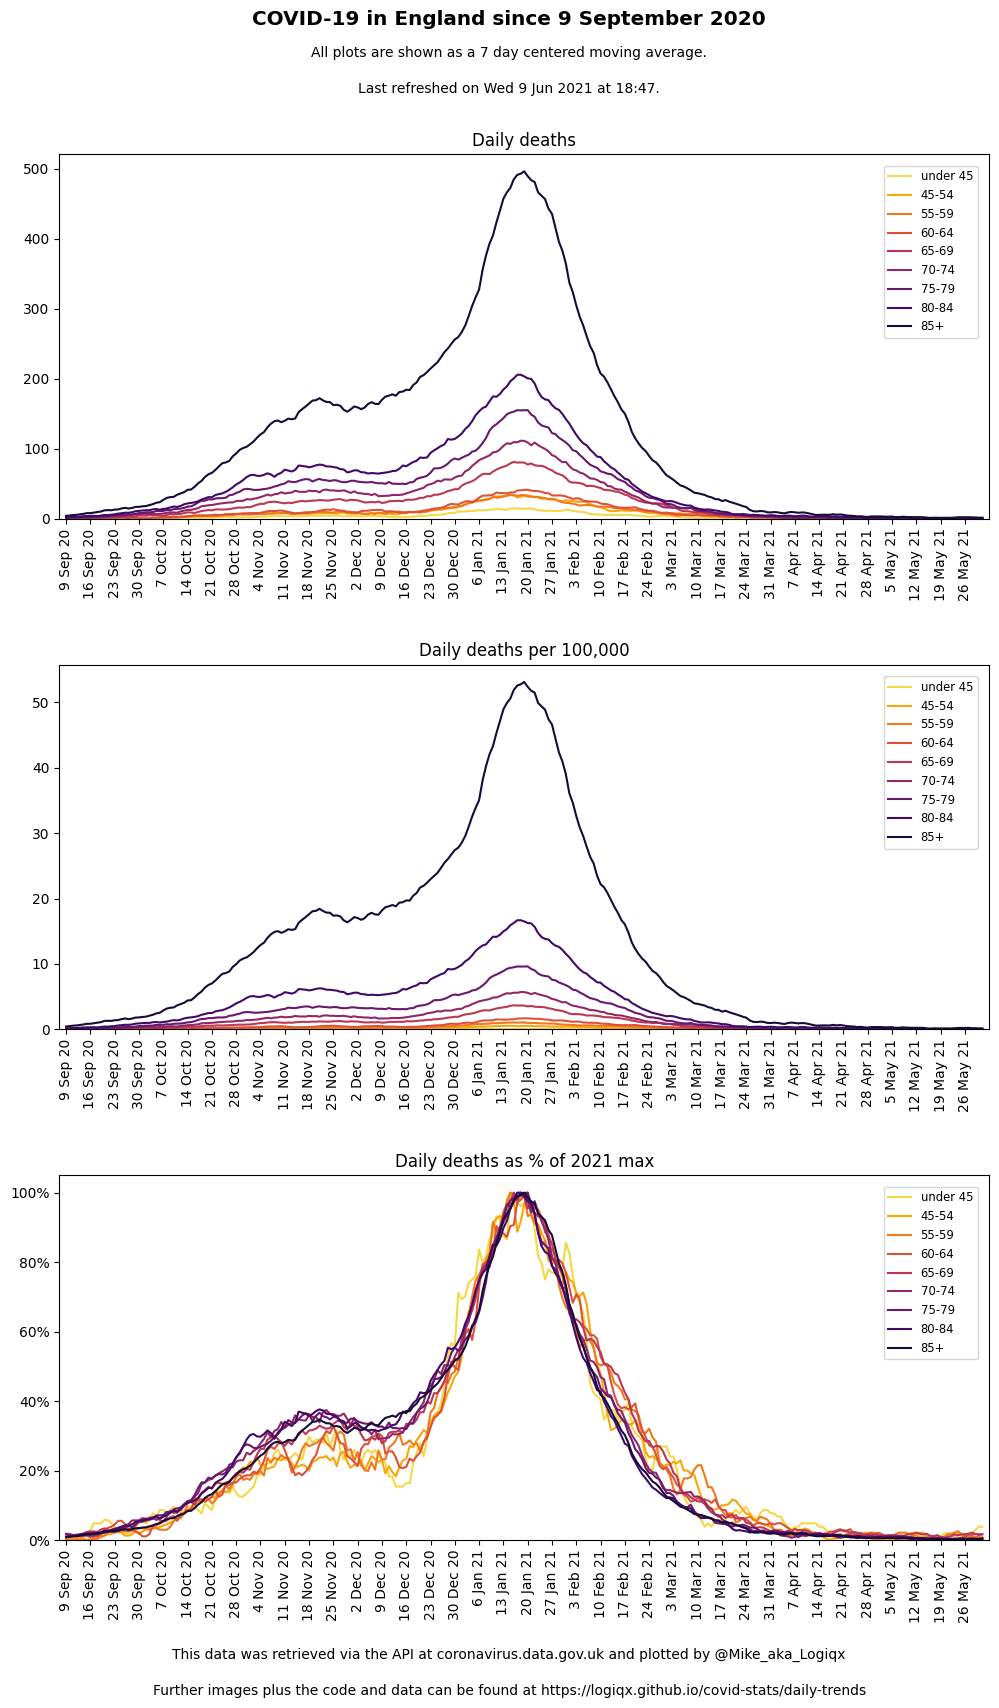 COVID-19 in England since 9 September 2020
All plots are shown as a 7 day centered moving average.
Last refreshed on Wed 9 Jun 2021 at 18:47.
Daily deaths
500
400
300
200
100
0
under 45
45-54
55-59
60-64
65-69
70-74
75-79
80-84
85+
9 Sep 20
16 Sep 20
23 Sep 20
30 Sep 20
7 Oct 20
14 Oct 20
21 Oct 20
28 Oct 20
4 Nov 20
11 Nov 20
18 Nov 20
25 Nov 20
2 Dec 20
9 Dec 20
16 Dec 20
23 Dec 20
30 Dec 20
6 Jan 21
13 Jan 21
20 Jan 21
27 Jan 21
3 Feb 21
10 Feb 21
17 Feb 21
24 Feb 21
3 Mar 21
10 Mar 21
17 Mar 21
24 Mar 21
31 Mar 21
7 Apr 21
14 Apr 21
21 Apr 21
28 Apr 21
5 May 21
12 May 21
19 May 21
26 May 21
Daily deaths per 100,000
50
40
30
20
10
0
under 45
45-54
55-59
60-64
65-69
70-74
75-79
80-84
85+
9 Sep 20
16 Sep 20
23 Sep 20
30 Sep 20
7 Oct 20
14 Oct 20
21 Oct 20
28 Oct 20
4 Nov 20
11 Nov 20
18 Nov 20
25 Nov 20
2 Dec 20
9 Dec 20
16 Dec 20
23 Dec 20
30 Dec 20
6 Jan 21
13 Jan 21
20 Jan 21
27 Jan 21
3 Feb 21
10 Feb 21
17 Feb 21
24 Feb 21
3 Mar 21
10 Mar 21
17 Mar 21
24 Mar 21
31 Mar 21
7 Apr 21
14 Apr 21
21 Apr 21
28 Apr 21
5 May 21
12 May 21
19 May 21
26 May 21
Daily deaths as % of 2021 max
100%
80%
60%
40%
20%
0%
under 45
45-54
55-59
60-64
65-69
70-74
75-79
80-84
85+
9 Sep 20
16 Sep 20
23 Sep 20
30 Sep 20
7 Oct 20
14 Oct 20
21 Oct 20
28 Oct 20
4 Nov 20
11 Nov 20
18 Nov 20
25 Nov 20
2 Dec 20
9 Dec 20
16 Dec 20
23 Dec 20
30 Dec 20
6 Jan 21
13 Jan 21
20 Jan 21
27 Jan 21
3 Feb 21
10 Feb 21
17 Feb 21
24 Feb 21
3 Mar 21
10 Mar 21
17 Mar 21
24 Mar 21
31 Mar 21
7 Apr 21
14 Apr 21
21 Apr 21
28 Apr 21
5 May 21
12 May 21
19 May 21
26 May 21
This data was retrieved via the API at coronavirus.data.gov.uk and plotted by @Mike_aka_Logiqx
Further images plus the code and data can be found at https://logiqx.github.io/covid-stats/daily-trends